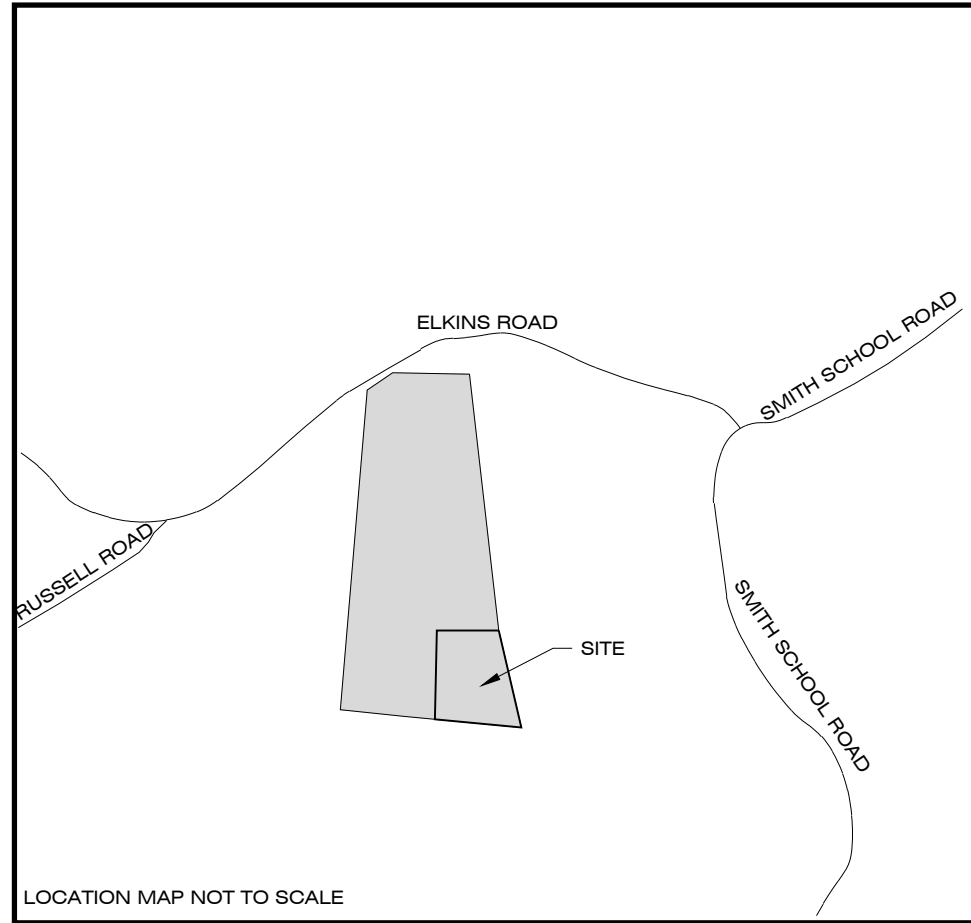 ELKINS ROAD
SMITH SCHOOL ROAD
RUSSELL ROAD
SMITH SCHOOL ROAD
SITE
LOCATION MAP NOT TO SCALE